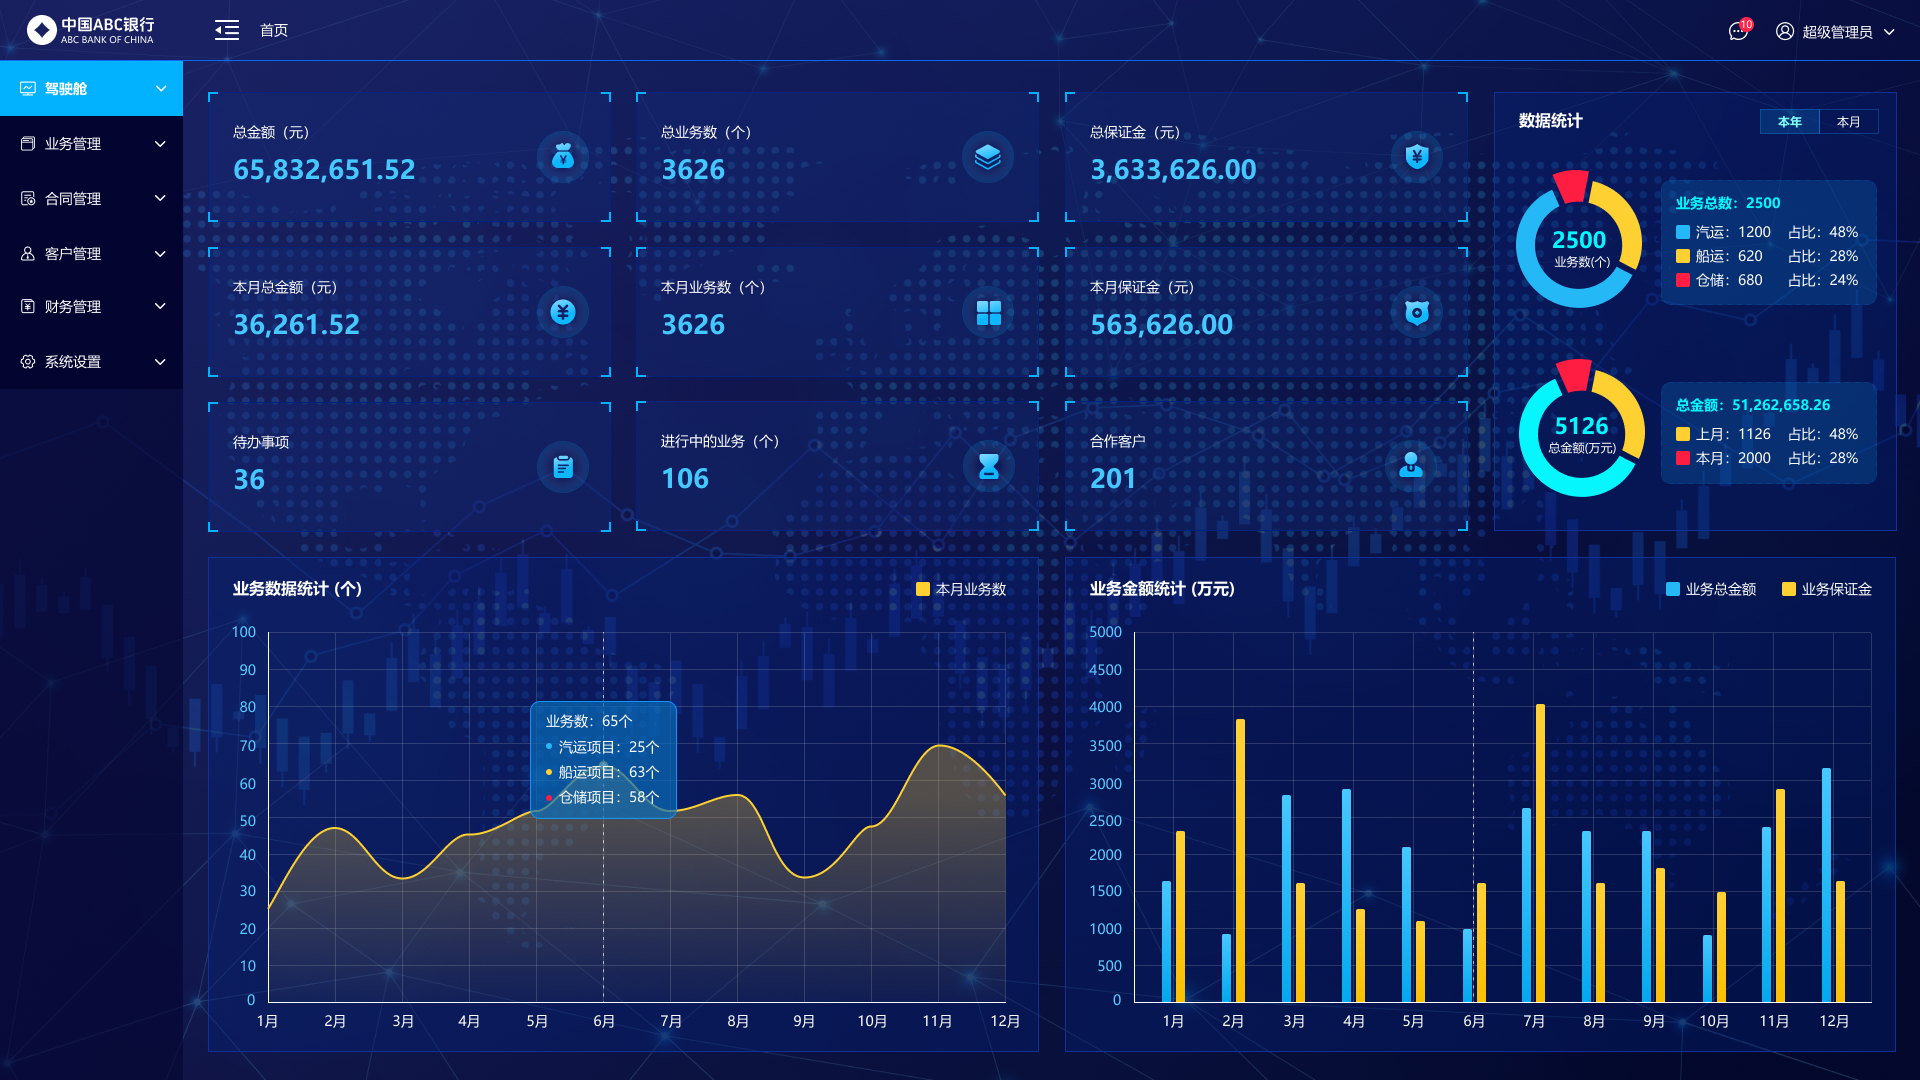 中国ABC银行
ABC BANK OF CHINA
首页
10
超级管理员
驾驶舱
业务管理
合同管理
客户管理
财务管理
系统设置
总金额（元）
65,832,651.52
总业务数（个）
3626
总保证金（元）
3,633,626.00
本月总金额（元）
36,261.52
本月业务数（个）
3626
本月保证金（元）
563,626.00
待办事项
36
进行中的业务（个）
106
合作客户
201
数据统计
本年
本月
2500
业务数(个)
业务总数：2500
汽运：1200 占比：48%
船运：620 占比：28%
仓储：680 占比：24%
5126
总金额(万元)
总金额：51,262,658.26
上月：1126 占比：48%
本月：2000 占比：28%
业务数据统计 (个)
本月业务数
100
90
80
70
60
50
40
30
20
10
0
业务数：65个
汽运项目：25个
船运项目：63个
仓储项目：58个
1月 2月 3月 4月 5月 6月 7月 8月 9月 10月 11月 12月
业务金额统计 (万元)
业务总金额
业务保证金
5000
4500
4000
3500
3000
2500
2000
1500
1000
500
0
1月 2月 3月 4月 5月 6月 7月 8月 9月 10月 11月 12月